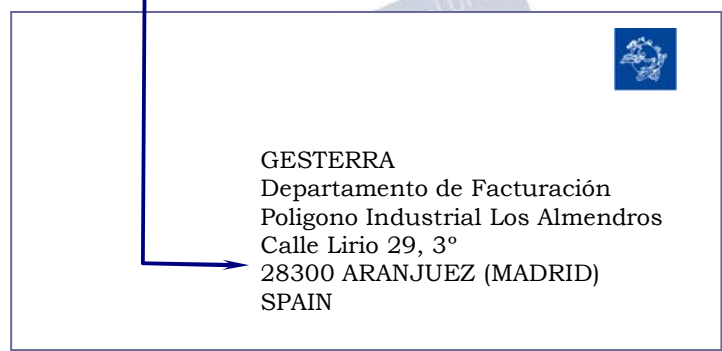 GESTERRA
Departamento de Facturación
Poligono Industrial Los Almendros
Calle Lirio 29, 3º
28300 ARANJUEZ (MADRID)
SPAIN